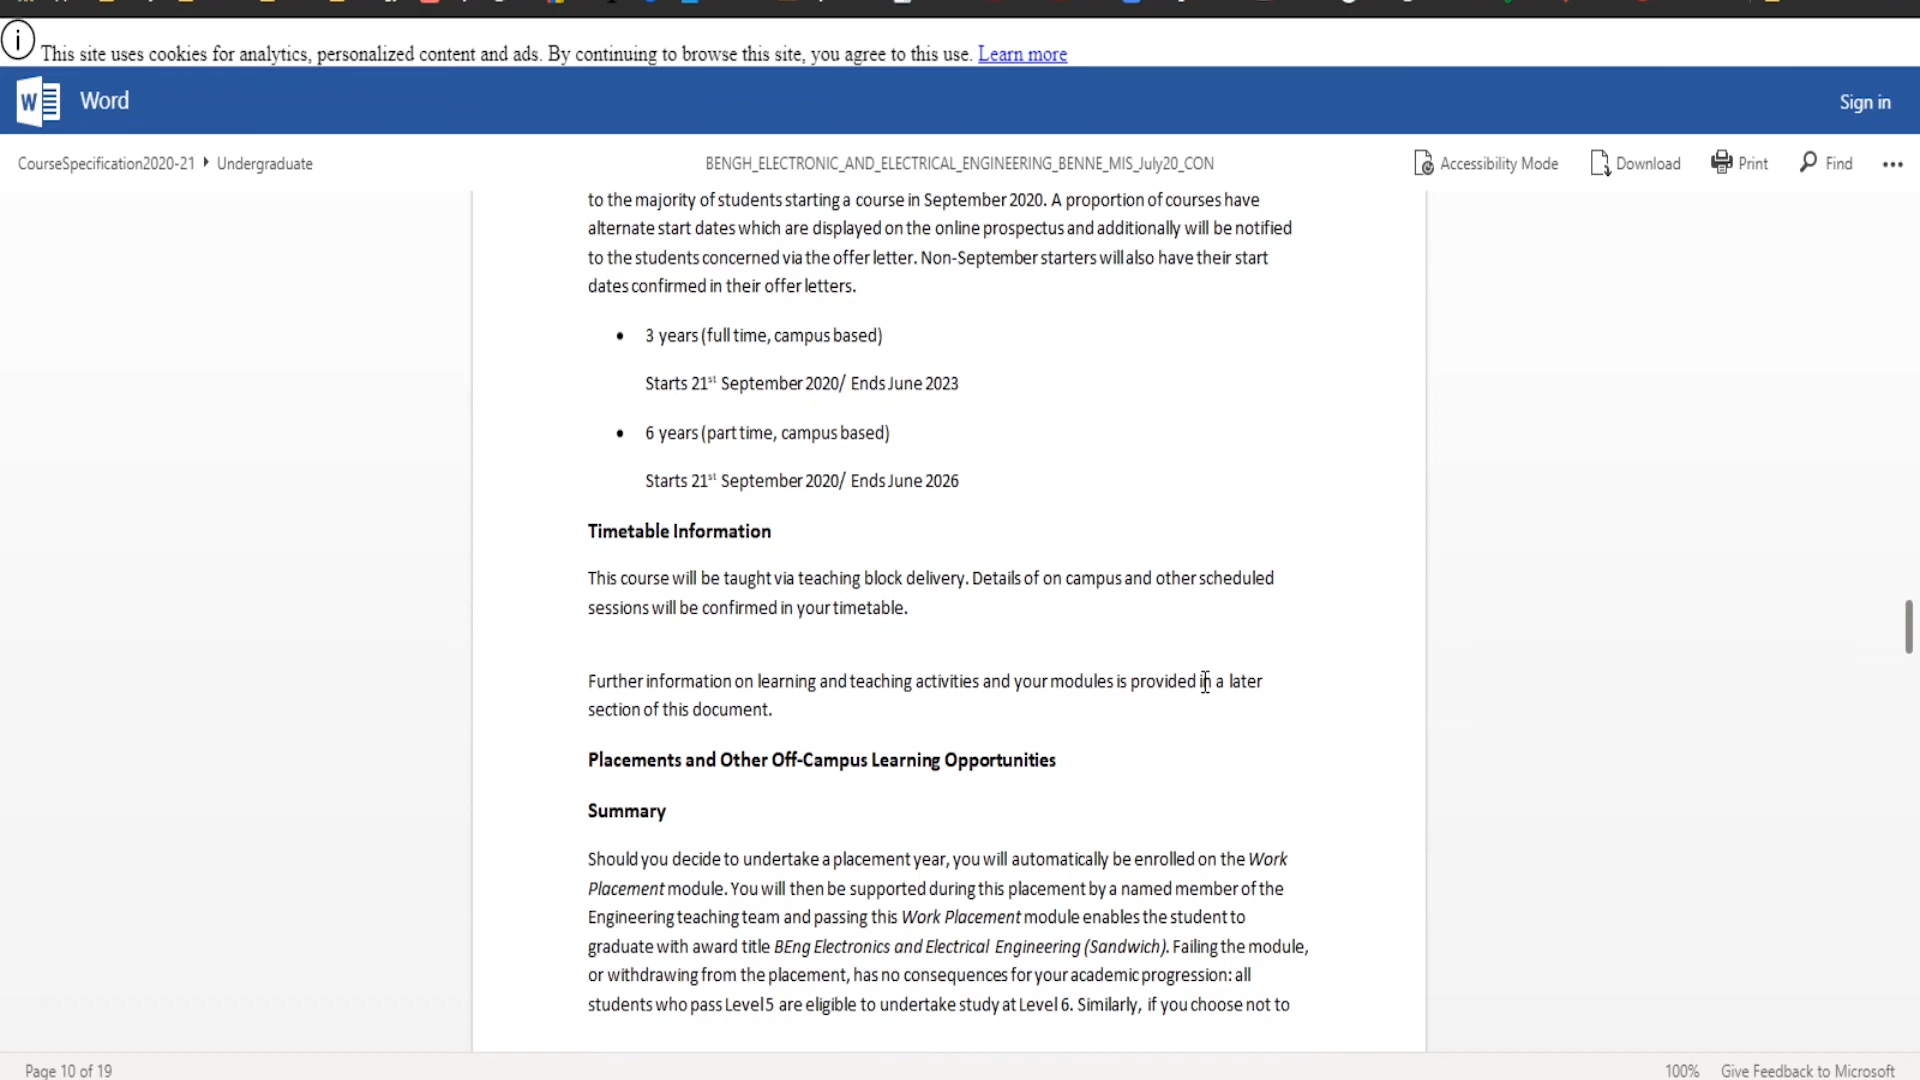 This site uses cookies for analytics, personalized content and ads. By continuing to browse this site, you agree to this use. Learn more
W Word Sign in
CourseSpecification2020-21 Undergraduate BENGH_ELECTRONIC_AND_ELECTRICAL_ENGINEERING_BENNE_MIS_July20_CON Accessibility Mode Download Print Find
to the majority of students starting a course in September 2020. A proportion of courses have
alternate start dates which are displayed on the online prospectus and additionally will be notified
to the students concerned via the offer letter. Non-September starters will also have their start
dates confirmed in their offer letters.
• 3 years (full time, campus based)
Starts 21st September 2020/ Ends June 2023
• 6 years (part time, campus based)
Starts 21st September 2020/ Ends June 2026
Timetable Information
This course will be taught via teaching block delivery. Details of on campus and other scheduled
sessions will be confirmed in your timetable.
Further information on learning and teaching activities and your modules is provided in a later
section of this document.
Placements and Other Off-Campus Learning Opportunities
Summary
Should you decide to undertake a placement year, you will automatically be enrolled on the Work
Placement module. You will then be supported during this placement by a named member of the
Engineering teaching team and passing this Work Placement module enables the student to
graduate with award title BEng Electronics and Electrical Engineering (Sandwich). Failing the module,
or withdrawing from the placement, has no consequences for your academic progression: all
students who pass Level 5 are eligible to undertake study at Level 6. Similarly, if you choose not to
Page 10 of 19 100% Give Feedback to Microsoft